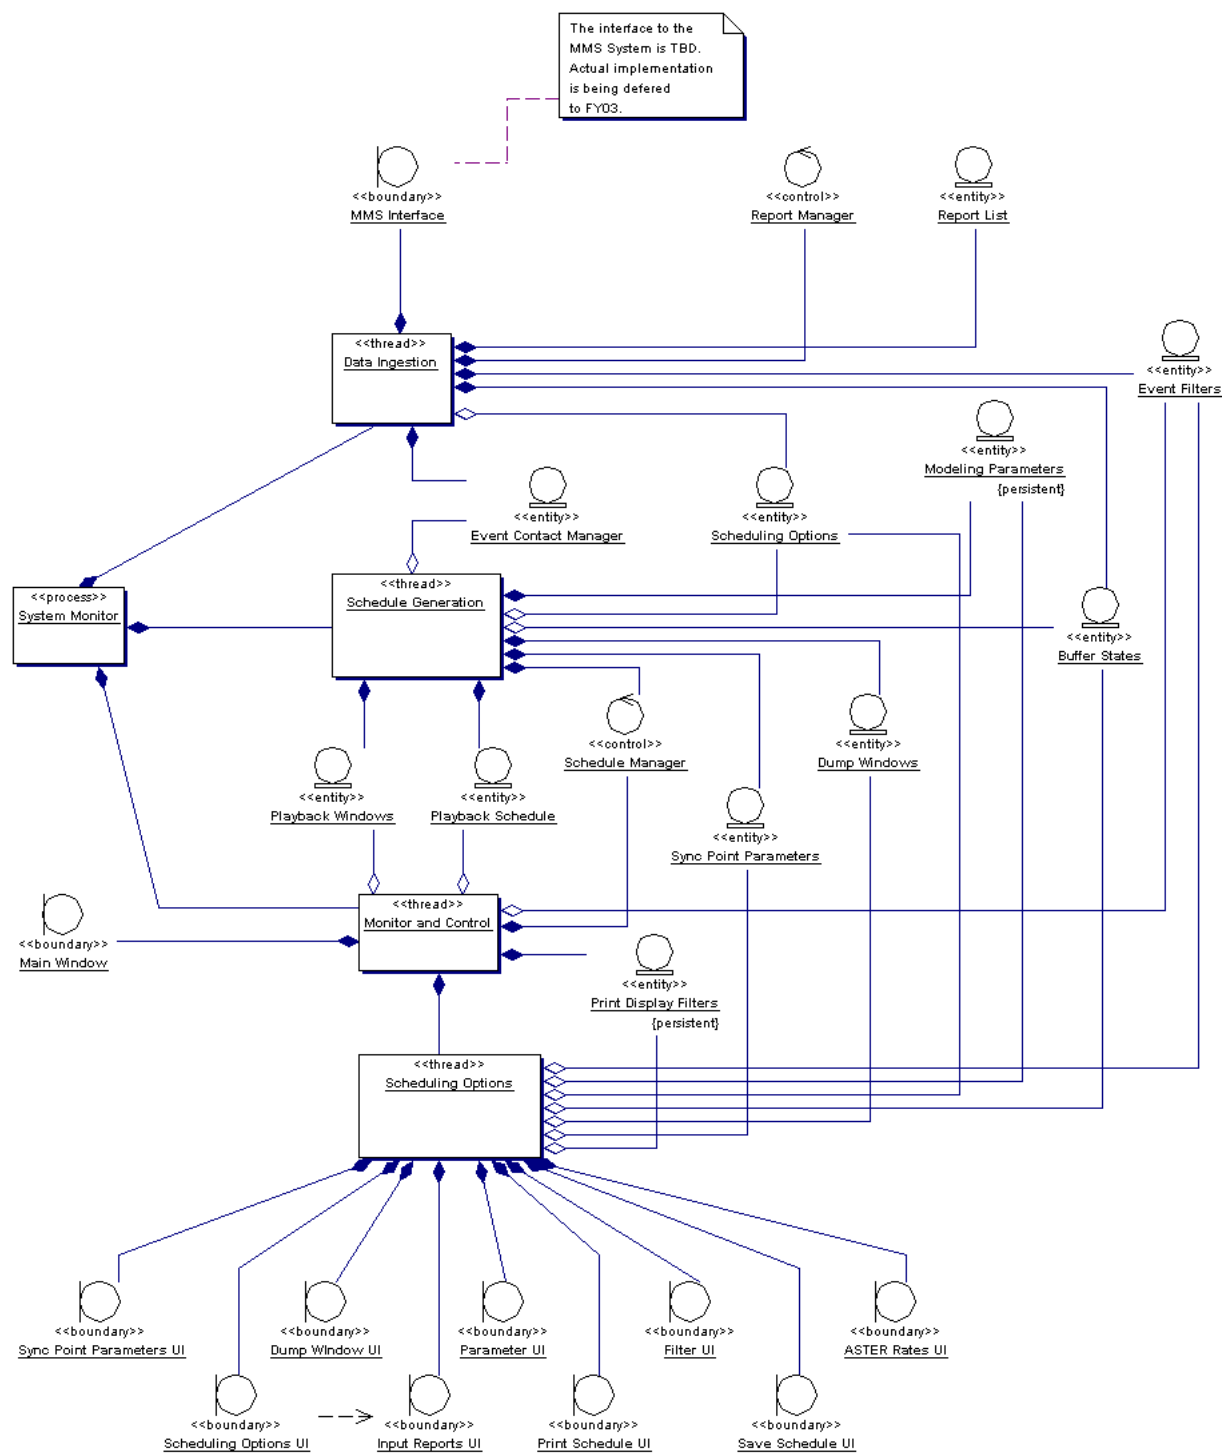 The interface to the
MMS System is TBD.
Actual implementation
is being defered
to FY03.
<<boundary>>
MMS Interface
<<control>>
Report Manager
<<entity>>
Report List
<<thread>>
Data Ingestion
<<entity>>
Event Filters
<<entity>>
Modeling Parameters
{persistent}
<<entity>>
Event Contact Manager
<<entity>>
Scheduling Options
<<thread>>
Schedule Generation
<<process>>
System Monitor
<<entity>>
Buffer States
<<control>>
Schedule Manager
<<entity>>
Dump Windows
<<entity>>
Playback Windows
<<entity>>
Playback Schedule
<<entity>>
Sync Point Parameters
<<thread>>
Monitor and Control
<<boundary>>
Main Window
<<entity>>
Print Display Filters
{persistent}
<<thread>>
Scheduling Options
<<boundary>>
Sync Point Parameters UI
<<boundary>>
Dump WIndow UI
<<boundary>>
Parameter UI
<<boundary>>
Filter UI
<<boundary>>
ASTER Rates UI
<<boundary>>
Scheduling Options UI
<<boundary>>
Input Reports UI
<<boundary>>
Print Schedule UI
<<boundary>>
Save Schedule UI